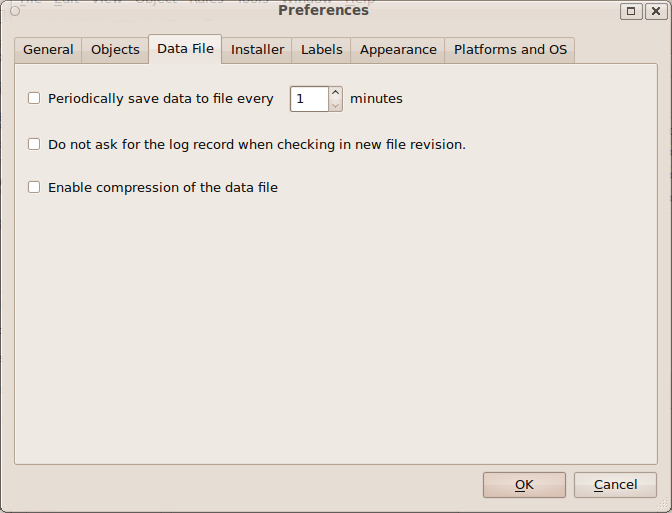 Preferences
General Objects Data File Installer Labels Appearance Platforms and OS
Periodically save data to file every 1 minutes
Do not ask for the log record when checking in new file revision.
Enable compression of the data file
OK Cancel